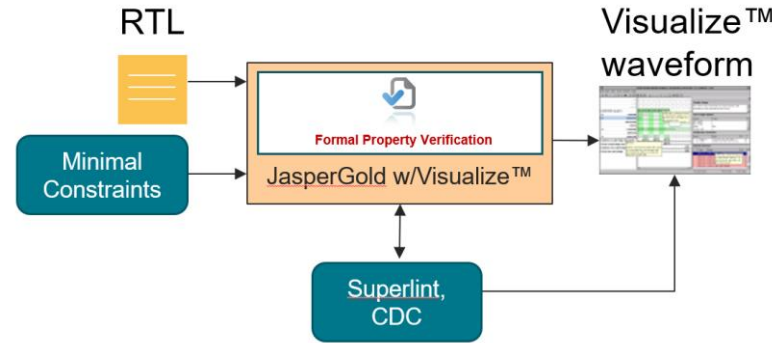 RTL
Visualize™
waveform
Formal Property Verification
JasperGold w/Visualize™
Minimal
Constraints
Superlint,
CDC